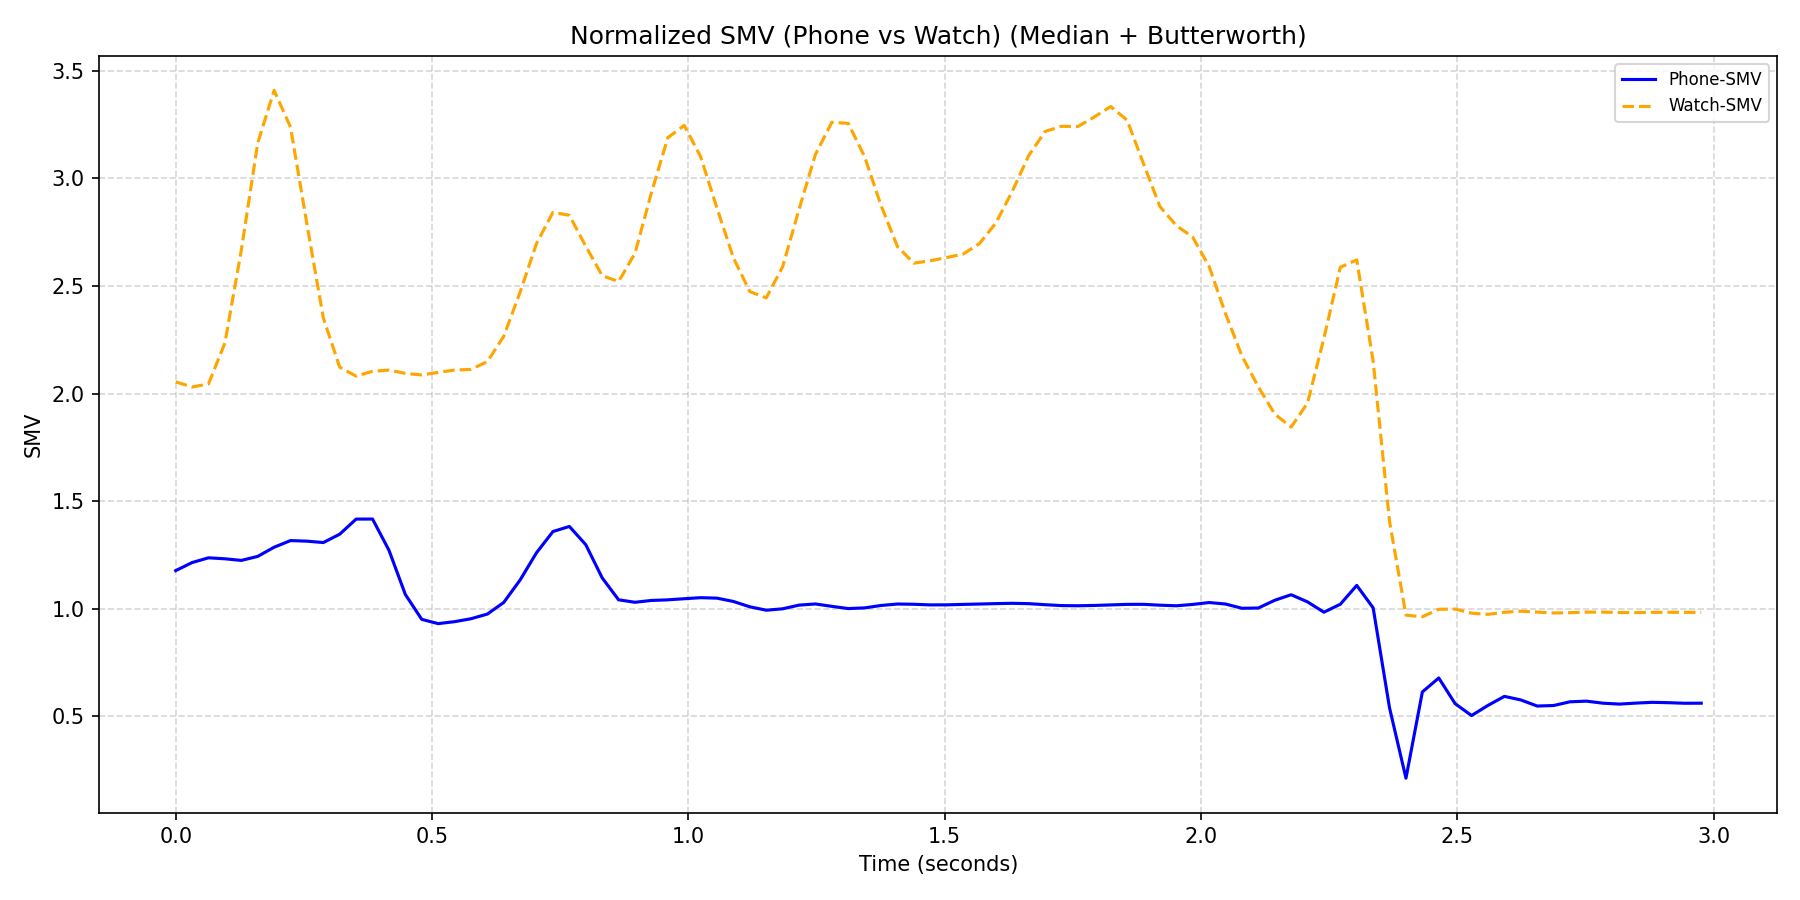 Normalized SMV (Phone vs Watch) (Median + Butterworth)
Phone-SMV
Watch-SMV
3.5
3.0
2.5
2.0
1.5
1.0
0.5
SMV
0.0 0.5 1.0 1.5 2.0 2.5 3.0
Time (seconds)